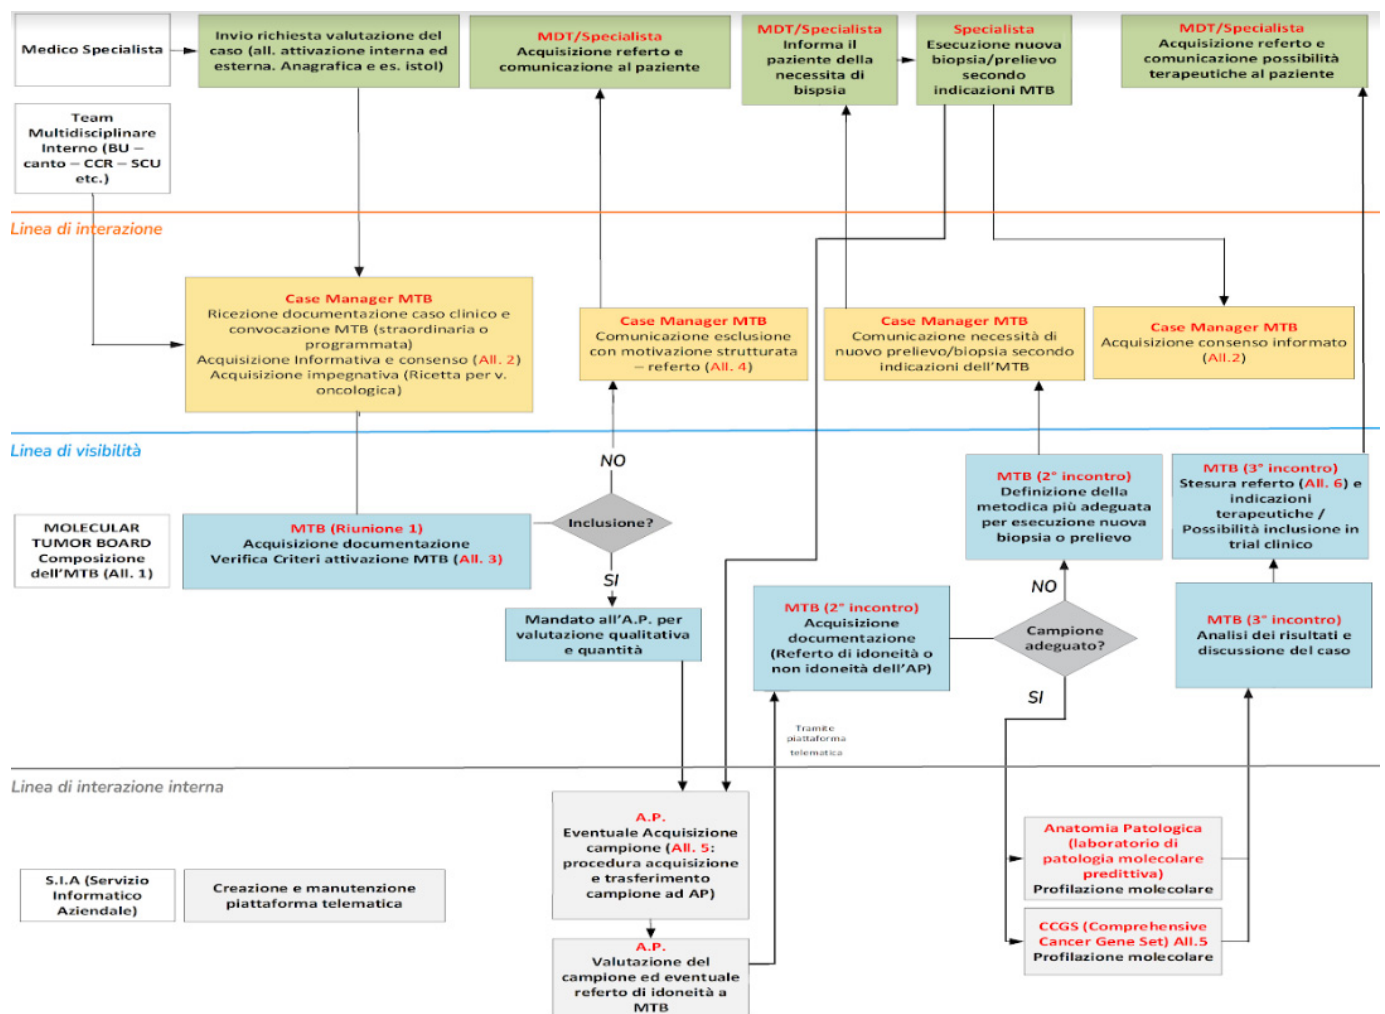 Medico Specialista
Invio richiesta valutazione del
caso (all. attivazione interna ed
esterna. Anagrafica e es. istol)
MDT/Specialista
Acquisizione referto e
comunicazione al paziente
MDT/Specialista
Informa il
paziente della
necessita di
bispsia
Specialista
Esecuzione nuova
biopsia/prelievo
secondo
indicazioni MTB
MDT/Specialista
Acquisizione referto e
comunicazione possibilità
terapeutiche al paziente
Team
Multidisciplinare
Interno (BU –
canto – CCR – SCU
etc.)
Linea di interazione
Case Manager MTB
Ricezione documentazione caso clinico e
convocazione MTB (straordinaria o
programmata)
Acquisizione Informativa e consenso (All. 2)
Acquisizione impegnativa (Ricetta per v.
oncologica)
Case Manager MTB
Comunicazione esclusione
con motivazione strutturata
– referto (All. 4)
Case Manager MTB
Comunicazione necessità di
nuovo prelievo/biopsia secondo
indicazioni dell'MTB
Case Manager MTB
Acquisizione consenso informato
(All.2)
Linea di visibilità
NO
MOLECULAR
TUMOR BOARD
Composizione
dell'MTB (All. 1)
MTB (Riunione 1)
Acquisizione documentazione
Verifica Criteri attivazione MTB (All. 3)
Inclusione?
SI
Mandato all'A.P. per
valutazione qualitativa
e quantità
MTB (2° incontro)
Definizione della
metodica più adeguata
per esecuzione nuova
biopsia o prelievo
MTB (3° incontro)
Stesura referto (All. 6) e
indicazioni
terapeutiche /
Possibilità inclusione in
trial clinico
NO
MTB (2° incontro)
Acquisizione
documentazione
(Referto di idoneità o
non idoneità dell'AP)
Campione
adeguato?
SI
MTB (3° incontro)
Analisi dei risultati e
discussione del caso
Tramite
piattaforma
telematica
Linea di interazione interna
S.I.A (Servizio
Informatico
Aziendale)
Creazione e manutenzione
piattaforma telematica
A.P.
Eventuale Acquisizione
campione (All. 5:
procedura acquisizione
e trasferimento
campione ad AP)
A.P.
Valutazione del
campione ed eventuale
referto di idoneità a
MTB
Anatomia Patologica
(laboratorio di
patologia molecolare
predittiva)
Profilazione molecolare
CCGS (Comprehensive
Cancer Gene Set) All.5
Profilazione molecolare